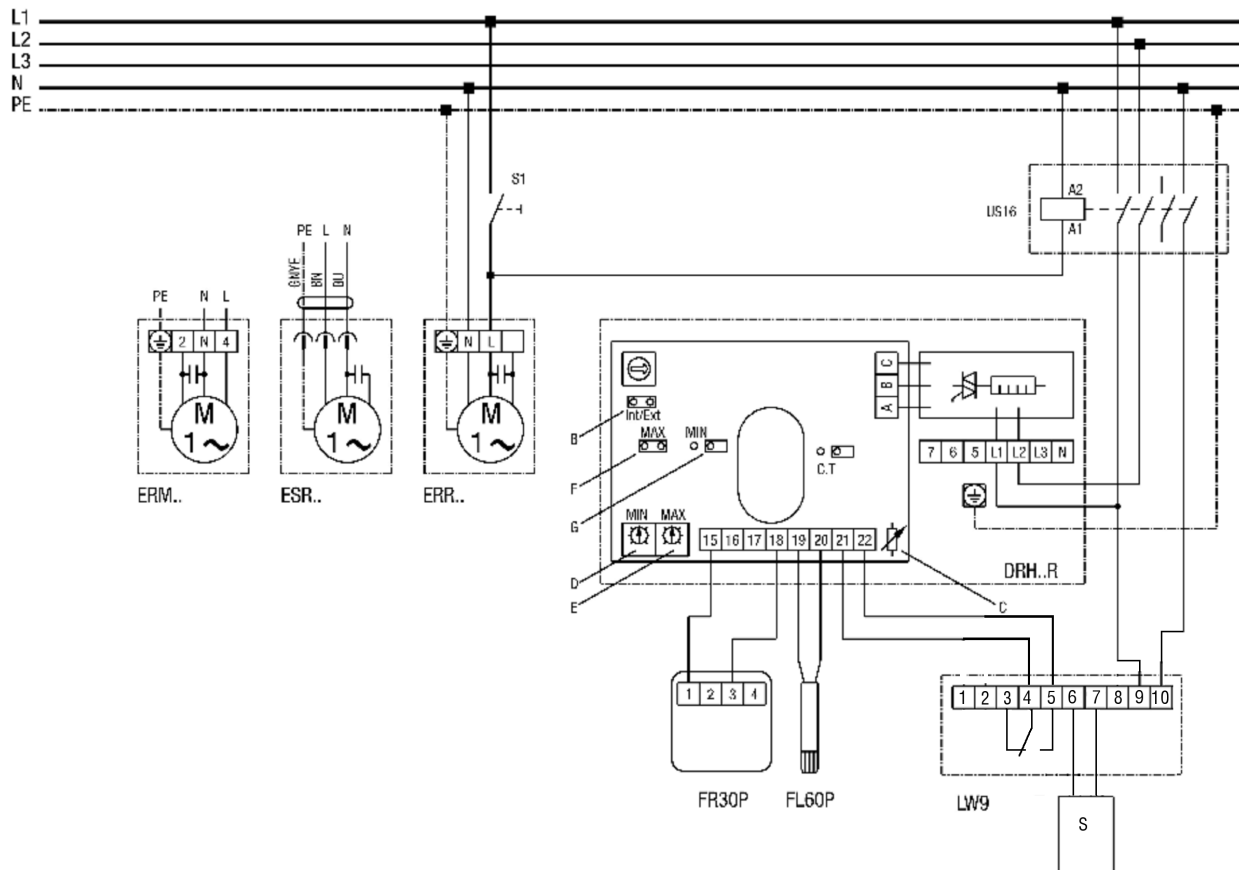 L1
L2
L3
N
PE
S1
US16
A2
A1
PE L N
GN/YE BN BU
PE N L
2 N 4
N L
M
1
M
1
M
1
ERM..
ESR..
ERR..
Int/Ext
MAX MIN
C.T
C
B
A
7 6 5 L1 L2 L3 N
B
F
G
D
E
MIN MAX
15 16 17 18 19 20 21 22
DRH..R
C
1 2 3 4
FR30P
FL60P
1 2 3 4 5 6 7 8 9 10
LW9
S